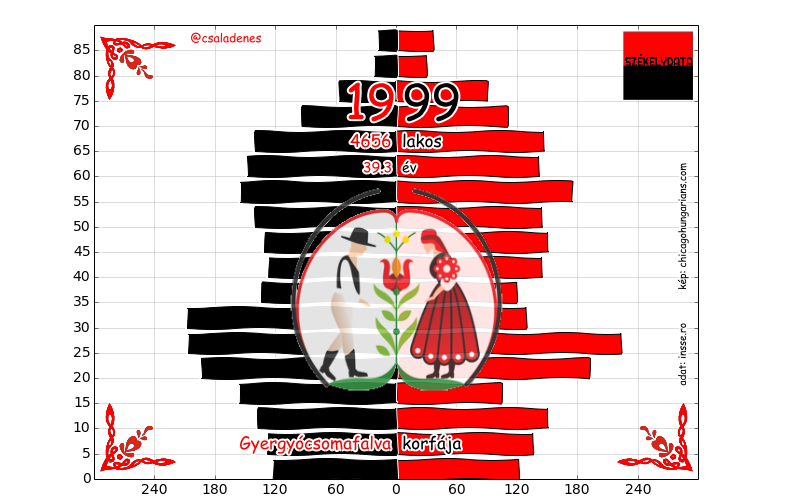 @csaladenes
SZÉKELYDATA
1999
4656 lakos
39.3 év
kép: chicagohungarians.com
adat: insse.ro
Gyergyócsomafalva korfája
85
80
75
70
65
60
55
50
45
40
35
30
25
20
15
10
5
0
240 180 120 60 0 60 120 180 240